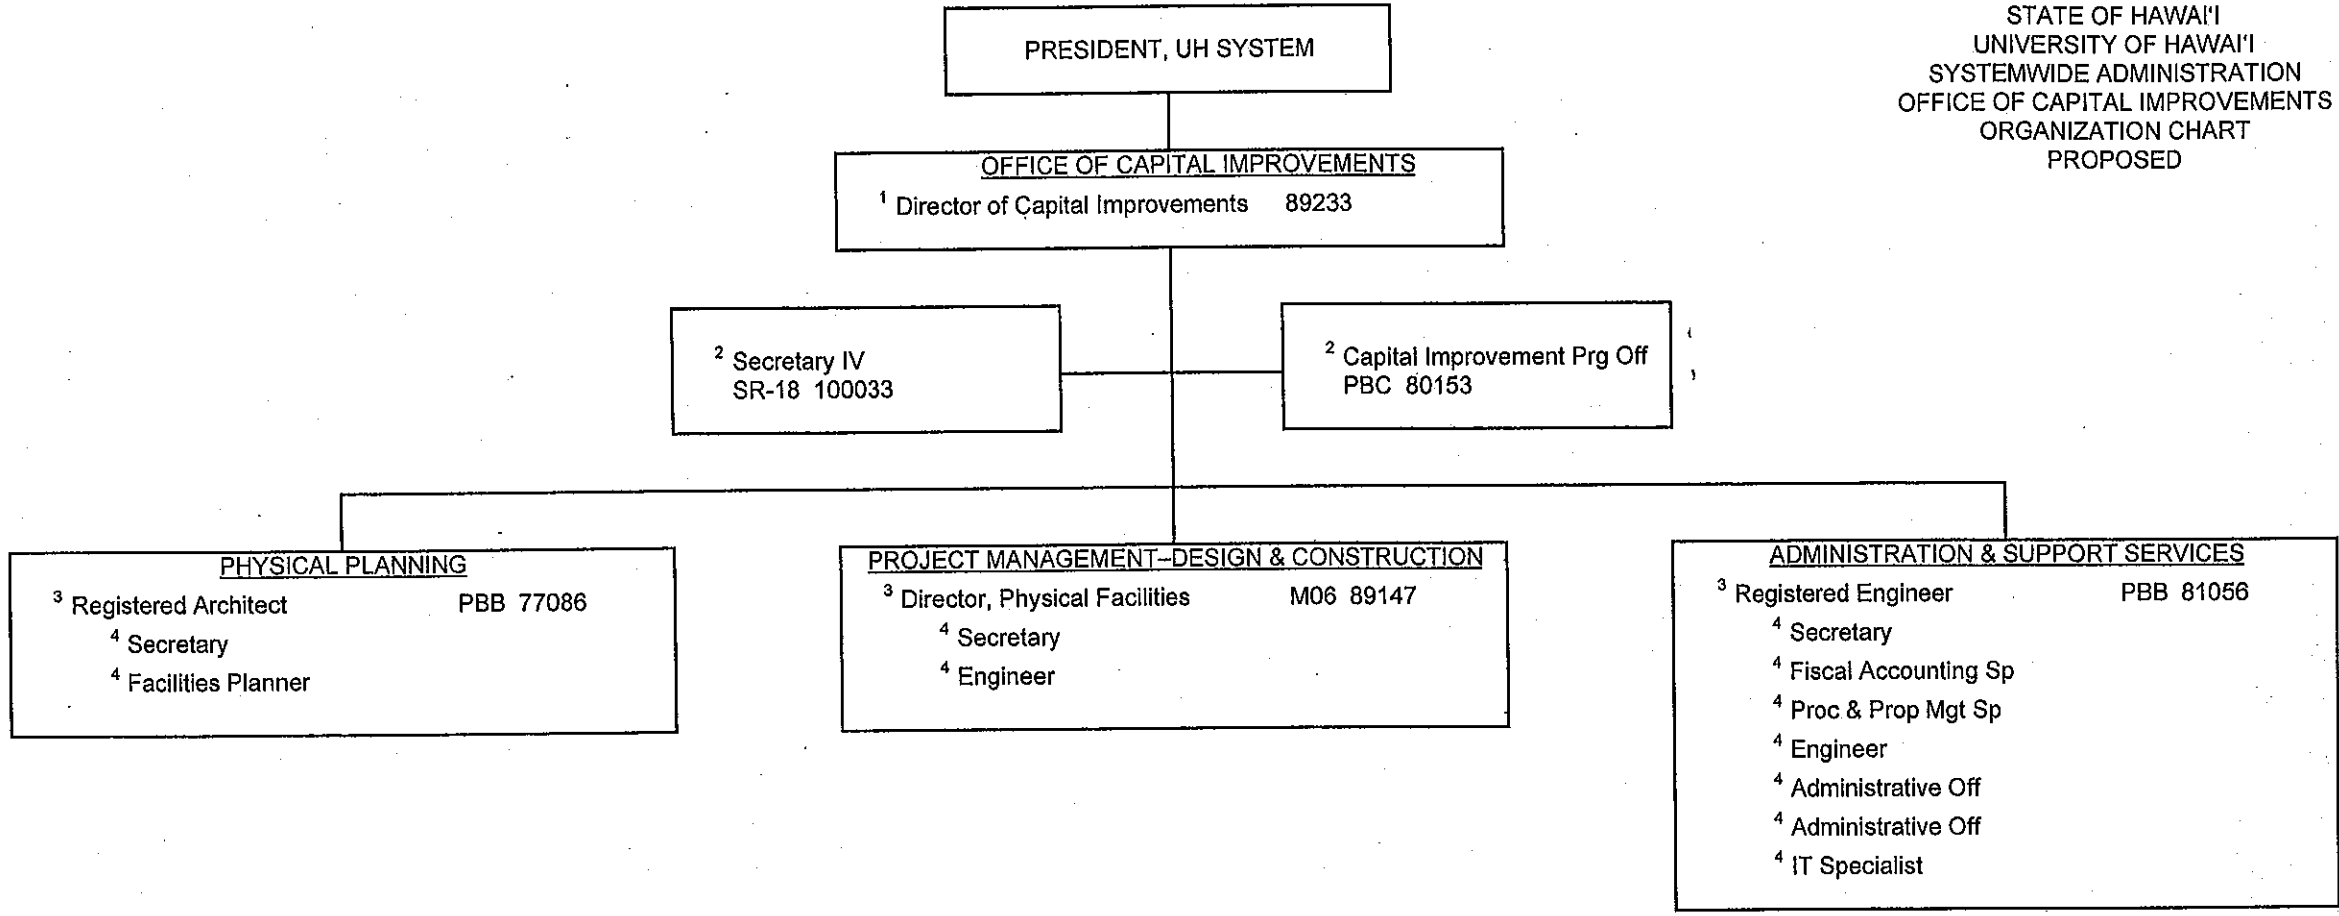 STATE OF HAWAI'I
UNIVERSITY OF HAWAI'I
SYSTEMWIDE ADMINISTRATION
OFFICE OF CAPITAL IMPROVEMENTS
ORGANIZATION CHART
PROPOSED
PRESIDENT, UH SYSTEM
OFFICE OF CAPITAL IMPROVEMENTS
1 Director of Capital Improvements 89233
2 Secretary IV
SR-18 100033
2 Capital Improvement Prg Off
PBC 80153
PHYSICAL PLANNING
3 Registered Architect PBB 77086
4 Secretary
4 Facilities Planner
PROJECT MANAGEMENT–DESIGN & CONSTRUCTION
3 Director, Physical Facilities M06 89147
4 Secretary
4 Engineer
ADMINISTRATION & SUPPORT SERVICES
3 Registered Engineer PBB 81056
4 Secretary
4 Fiscal Accounting Sp
4 Proc & Prop Mgt Sp
4 Engineer
4 Administrative Off
4 Administrative Off
4 IT Specialist